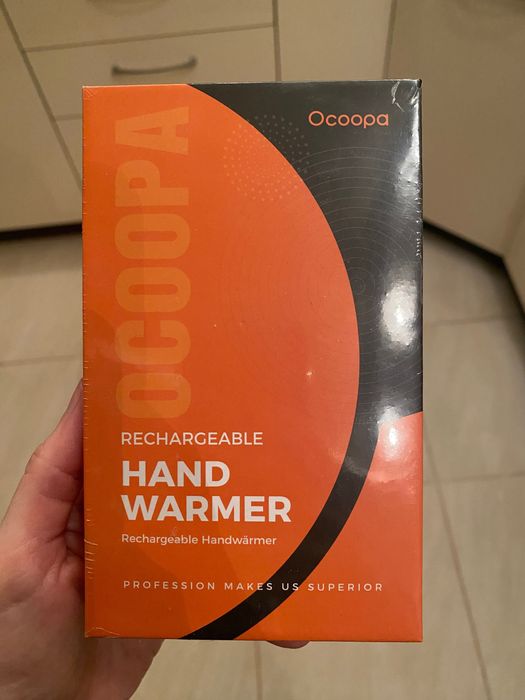 Ocoopa
OCOOPA
RECHARGEABLE
HAND
WARMER
Rechargeable Handwärmer
PROFESSION MAKES US SUPERIOR